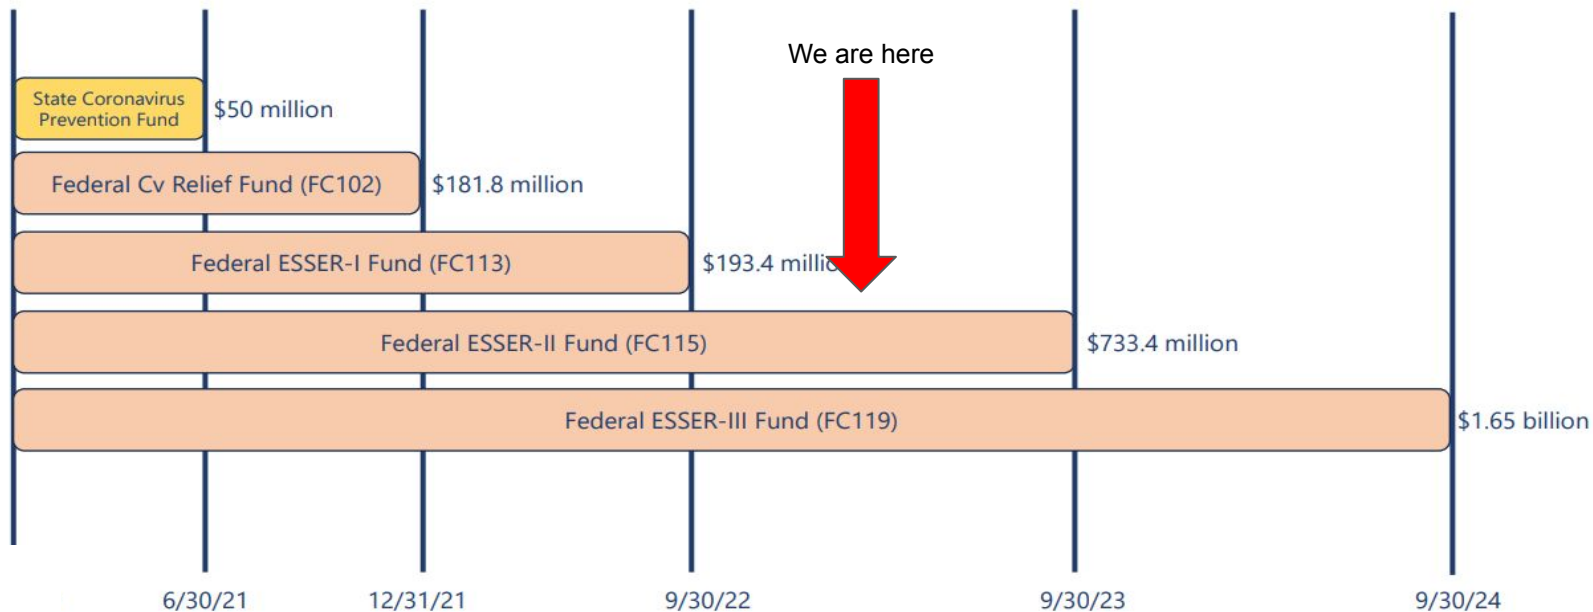 We are here
State Coronavirus
Prevention Fund
$50 million
Federal Cv Relief Fund (FC102)
$181.8 million
Federal ESSER-I Fund (FC113)
$193.4 millio
Federal ESSER-II Fund (FC115)
$733.4 million
Federal ESSER-III Fund (FC119)
$1.65 billion
6/30/21
12/31/21
9/30/22
9/30/23
9/30/24